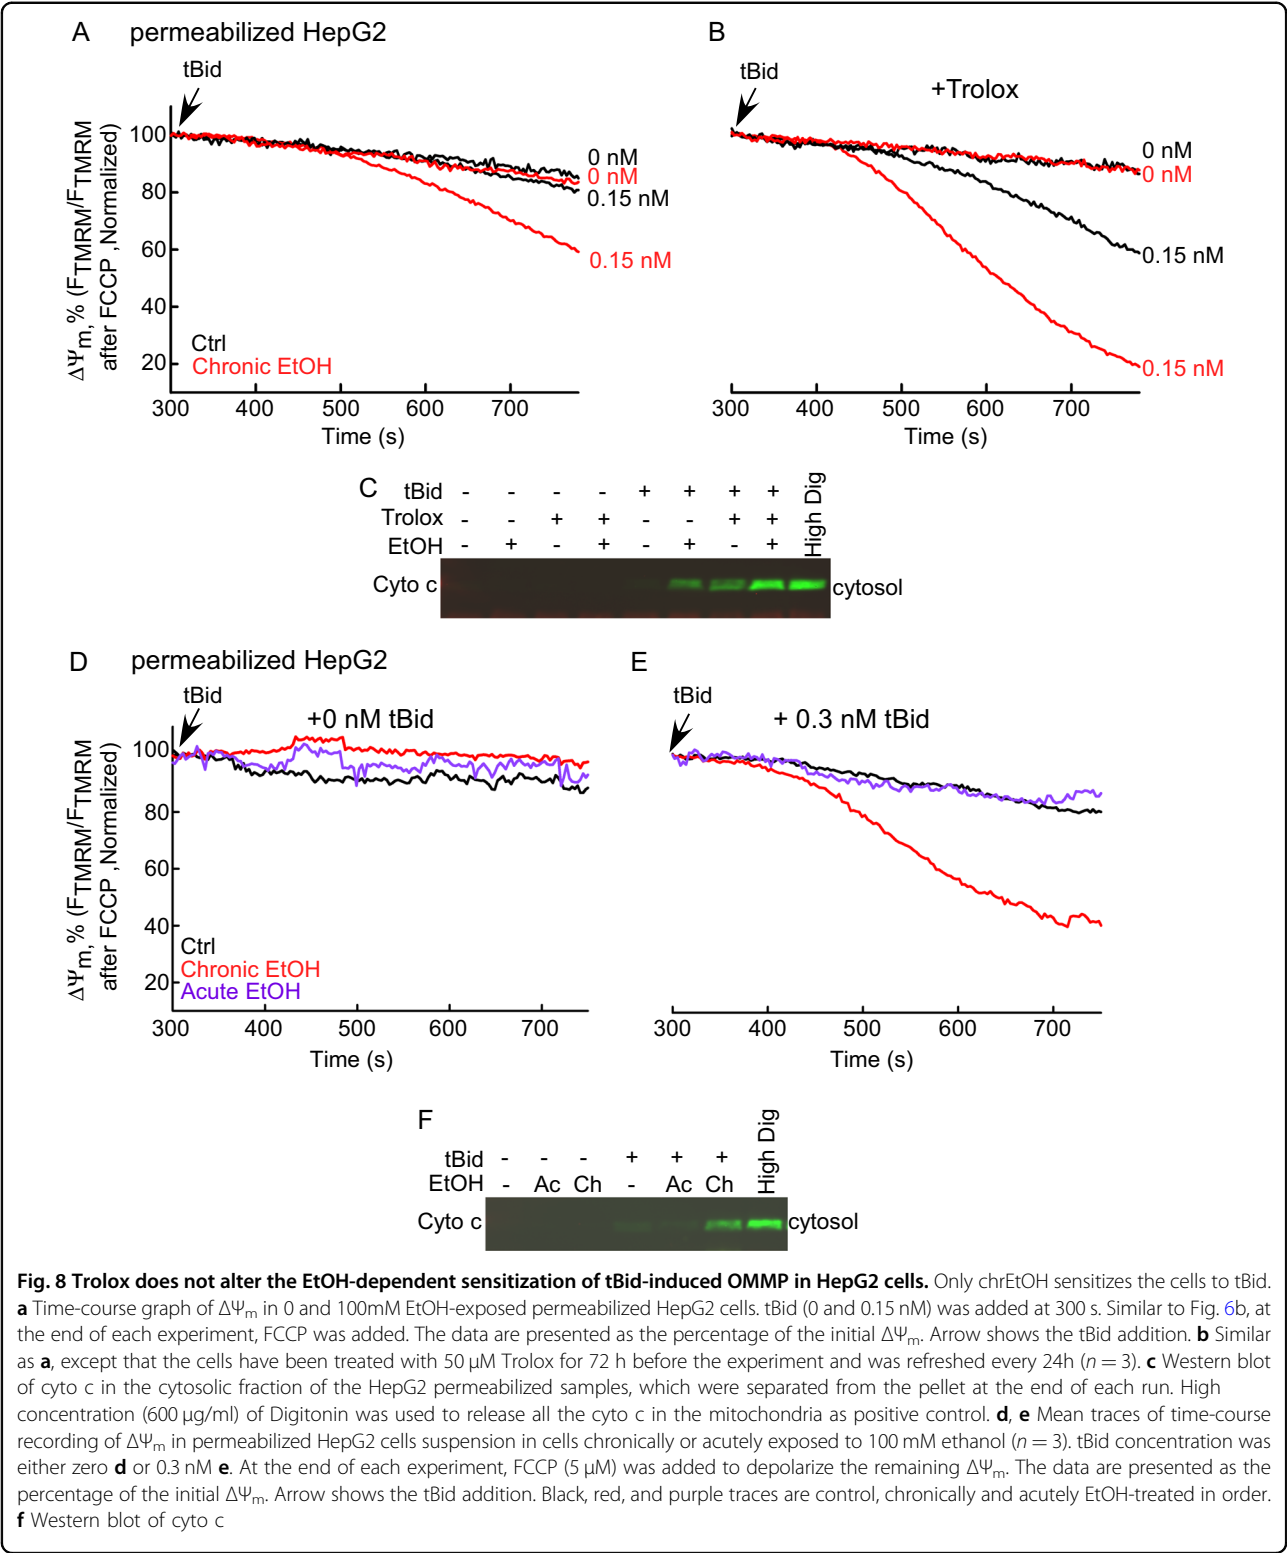 A permeabilized HepG2
tBid
ΔΨm,% (FTMRM/FTMRM
after FCCP ,Normalized)
100
80
60
40
20
0 nM
0 nM
0.15 nM
0.15 nM
Ctrl
Chronic EtOH
300 400 500 600 700
Time (s)
B
tBid
+Trolox
0 nM
0 nM
0.15 nM
0.15 nM
300 400 500 600 700
Time (s)
C
tBid - - - - + + + + High Dig
Trolox - - + + - - + +
EtOH - + - + - + - +
Cyto c cytosol
D permeabilized HepG2
tBid
+0 nM tBid
ΔΨm,% (FTMRM/FTMRM
after FCCP ,Normalized)
100
80
60
40
20
Ctrl
Chronic EtOH
Acute EtOH
300 400 500 600 700
Time (s)
E
tBid
+ 0.3 nM tBid
300 400 500 600 700
Time (s)
F
tBid - - - + + + High Dig
EtOH - Ac Ch - Ac Ch
Cyto c cytosol
Fig. 8 Trolox does not alter the EtOH-dependent sensitization of tBid-induced OMMP in HepG2 cells. Only chrEtOH sensitizes the cells to tBid.
a Time-course graph of ΔΨm in 0 and 100mM EtOH-exposed permeabilized HepG2 cells. tBid (0 and 0.15 nM) was added at 300 s. Similar to Fig. 6b, at
the end of each experiment, FCCP was added. The data are presented as the percentage of the initial ΔΨm. Arrow shows the tBid addition. b Similar
as a, except that the cells have been treated with 50 μM Trolox for 72 h before the experiment and was refreshed every 24h (n = 3). c Western blot
of cyto c in the cytosolic fraction of the HepG2 permeabilized samples, which were separated from the pellet at the end of each run. High
concentration (600 μg/ml) of Digitonin was used to release all the cyto c in the mitochondria as positive control. d, e Mean traces of time-course
recording of ΔΨm in permeabilized HepG2 cells suspension in cells chronically or acutely exposed to 100 mM ethanol (n = 3). tBid concentration was
either zero d or 0.3 nM e. At the end of each experiment, FCCP (5 μM) was added to depolarize the remaining ΔΨm. The data are presented as the
percentage of the initial ΔΨm. Arrow shows the tBid addition. Black, red, and purple traces are control, chronically and acutely EtOH-treated in order.
f Western blot of cyto c